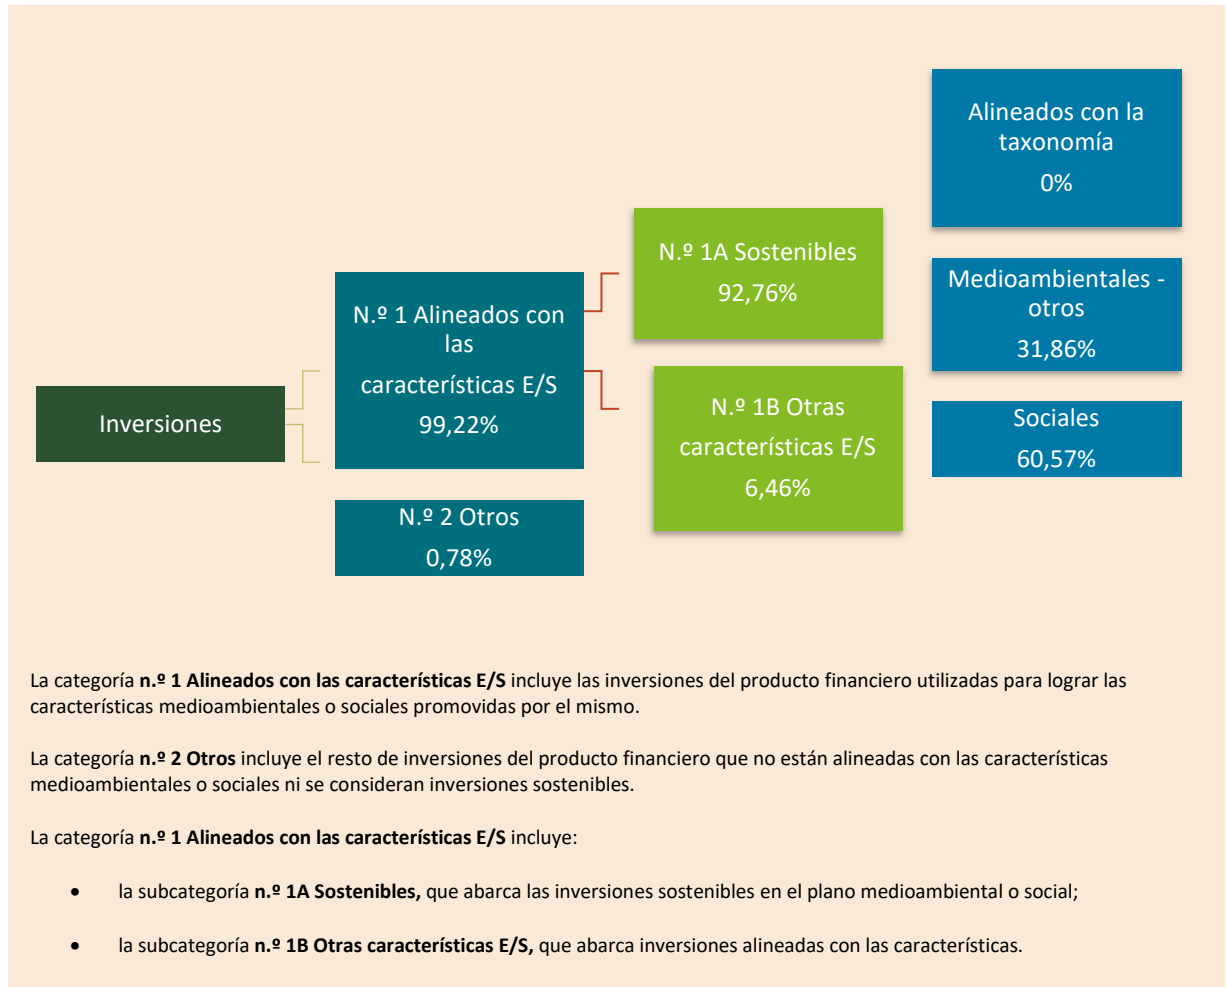 Inversiones
N.º 1 Alineados con
las
características E/S
99,22%
N.º 2 Otros
0,78%
N.º 1A Sostenibles
92,76%
N.º 1B Otras
características E/S
6,46%
Alineados con la
taxonomía
0%
Medioambientales -
otros
31,86%
Sociales
60,57%
La categoría n.º 1 Alineados con las características E/S incluye las inversiones del producto financiero utilizadas para lograr las
características medioambientales o sociales promovidas por el mismo.
La categoría n.º 2 Otros incluye el resto de inversiones del producto financiero que no están alineadas con las características
medioambientales o sociales ni se consideran inversiones sostenibles.
La categoría n.º 1 Alineados con las características E/S incluye:
• la subcategoría n.º 1A Sostenibles, que abarca las inversiones sostenibles en el plano medioambiental o social;
• la subcategoría n.º 1B Otras características E/S, que abarca inversiones alineadas con las características.